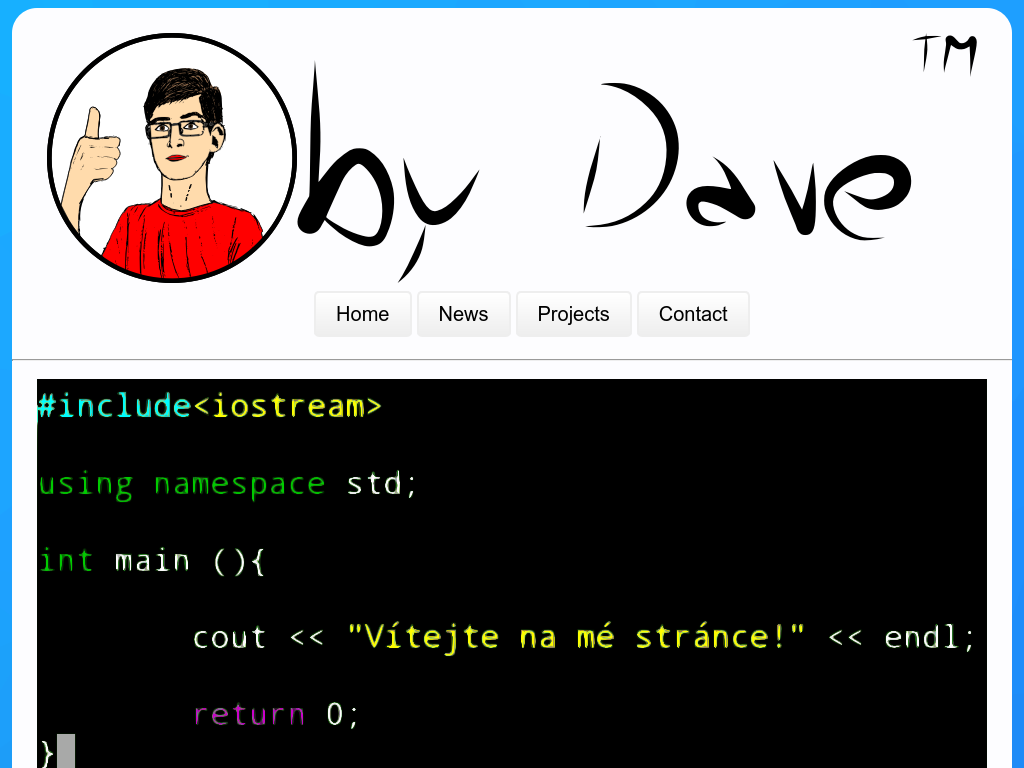 TM
by Dave
Home News Projects Contact
#include<iostream>
using namespace std;
int main (){
cout << "Vítejte na mé stránce!" << endl;
return 0;
}